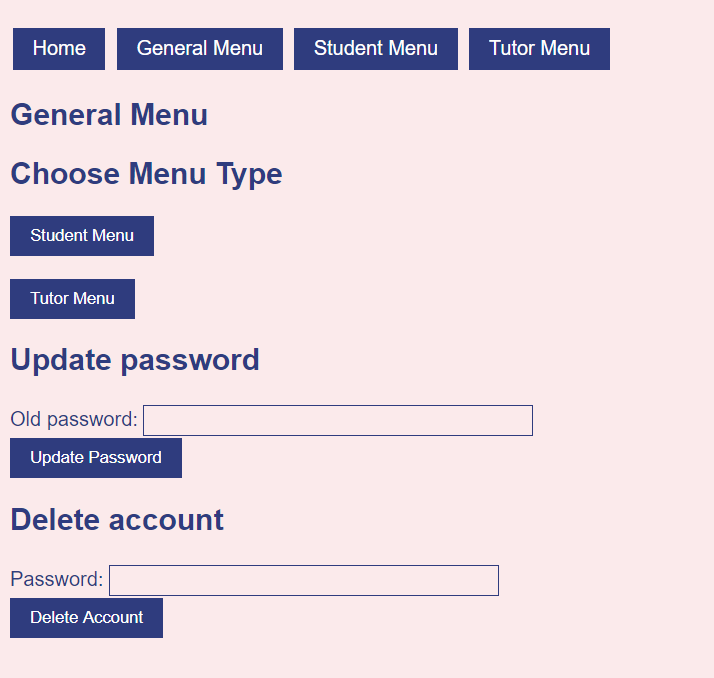 Home General Menu Student Menu Tutor Menu
General Menu
Choose Menu Type
Student Menu
Tutor Menu
Update password
Old password:
Update Password
Delete account
Password:
Delete Account